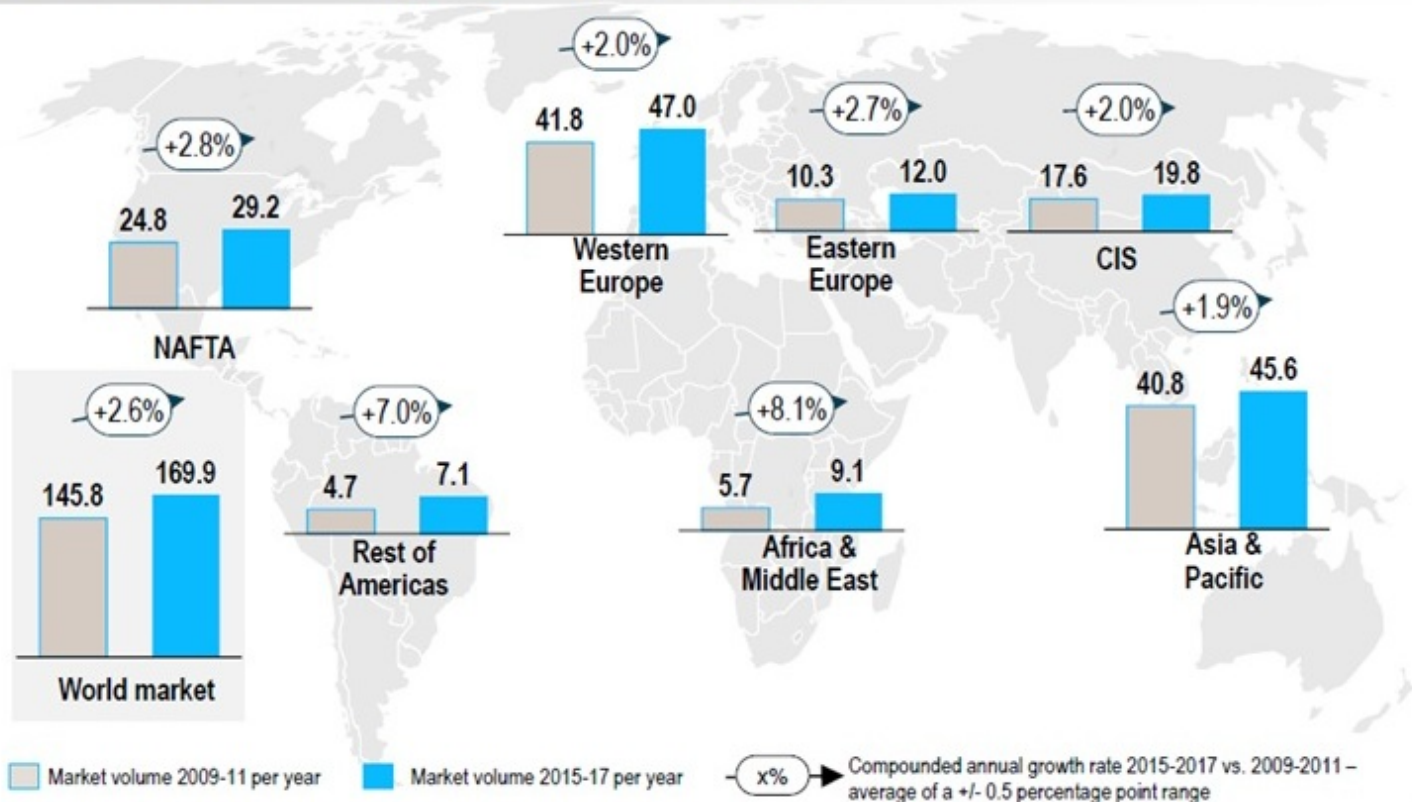 +2.0%
41.8
47.0
Western
Europe
+2.7%
10.3
12.0
Eastern
Europe
+2.0%
17.6
19.8
CIS
+2.8%
24.8
29.2
NAFTA
+1.9%
40.8
45.6
Asia &
Pacific
+2.6%
145.8
169.9
World market
+7.0%
4.7
7.1
Rest of
Americas
+8.1%
5.7
9.1
Africa &
Middle East
Market volume 2009-11 per year
Market volume 2015-17 per year
x%
Compounded annual growth rate 2015-2017 vs. 2009-2011 –
average of a +/- 0.5 percentage point range